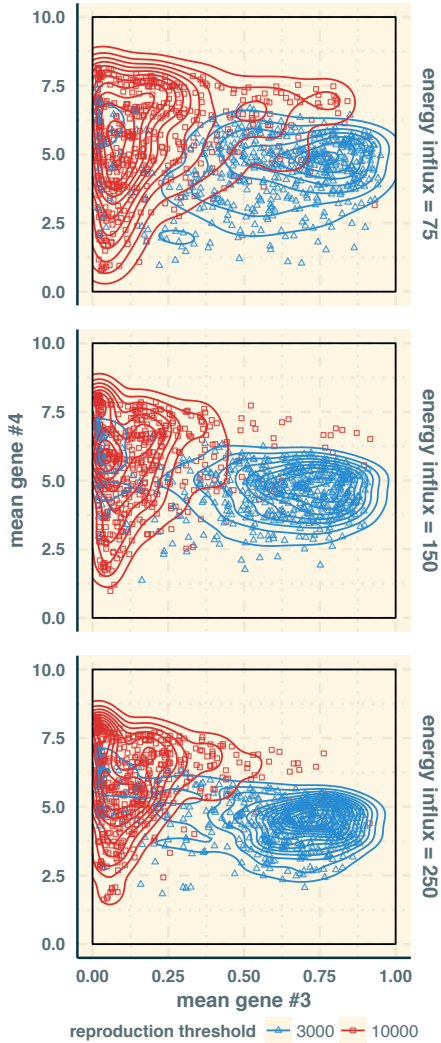 10.0
7.5
5.0
2.5
0.0
energy influx = 75
10.0
7.5
5.0
2.5
0.0
energy influx = 150
mean gene #4
10.0
7.5
5.0
2.5
0.0
energy influx = 250
0.00 0.25 0.50 0.75 1.00
mean gene #3
reproduction threshold 3000 10000